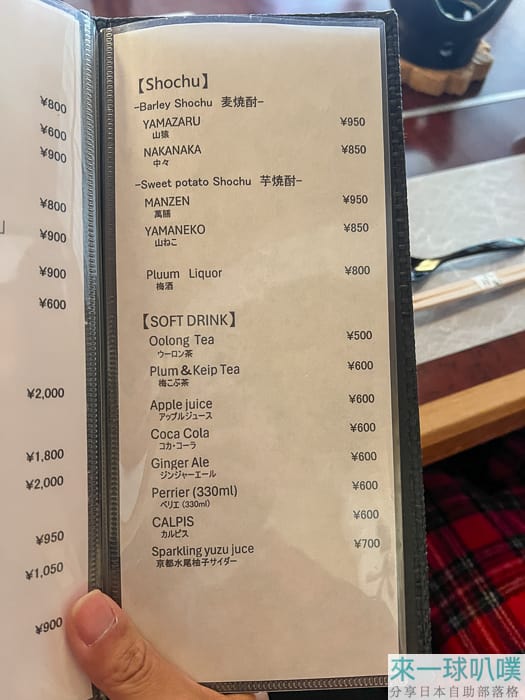 ¥800
¥600
¥900
¥800
」
¥900
¥900
¥600
¥2,000
¥1,800
¥2,000
¥950
¥1,050
¥900
【Shochu】
-Barley Shochu 麦焼酎-
YAMAZARU ¥950
山猿
NAKANAKA ¥850
中々
-Sweet potato Shochu 芋焼酎-
MANZEN ¥950
萬膳
YAMANEKO ¥850
山ねこ
Pluum Liquor ¥800
梅酒
【SOFT DRINK】
Oolong Tea ¥500
ウーロン茶
Plum＆Keip Tea ¥600
梅こぶ茶
Apple juice ¥600
アップルジュース
Coca Cola ¥600
コカ・コーラ
Ginger Ale ¥600
ジンジャーエール
Perrier (330ml) ¥600
ペリエ (330ml)
CALPIS ¥600
カルピス
Sparkling yuzu juce ¥700
京都水尾柚子サイダー
來一球叭噗
分享日本自助部落格